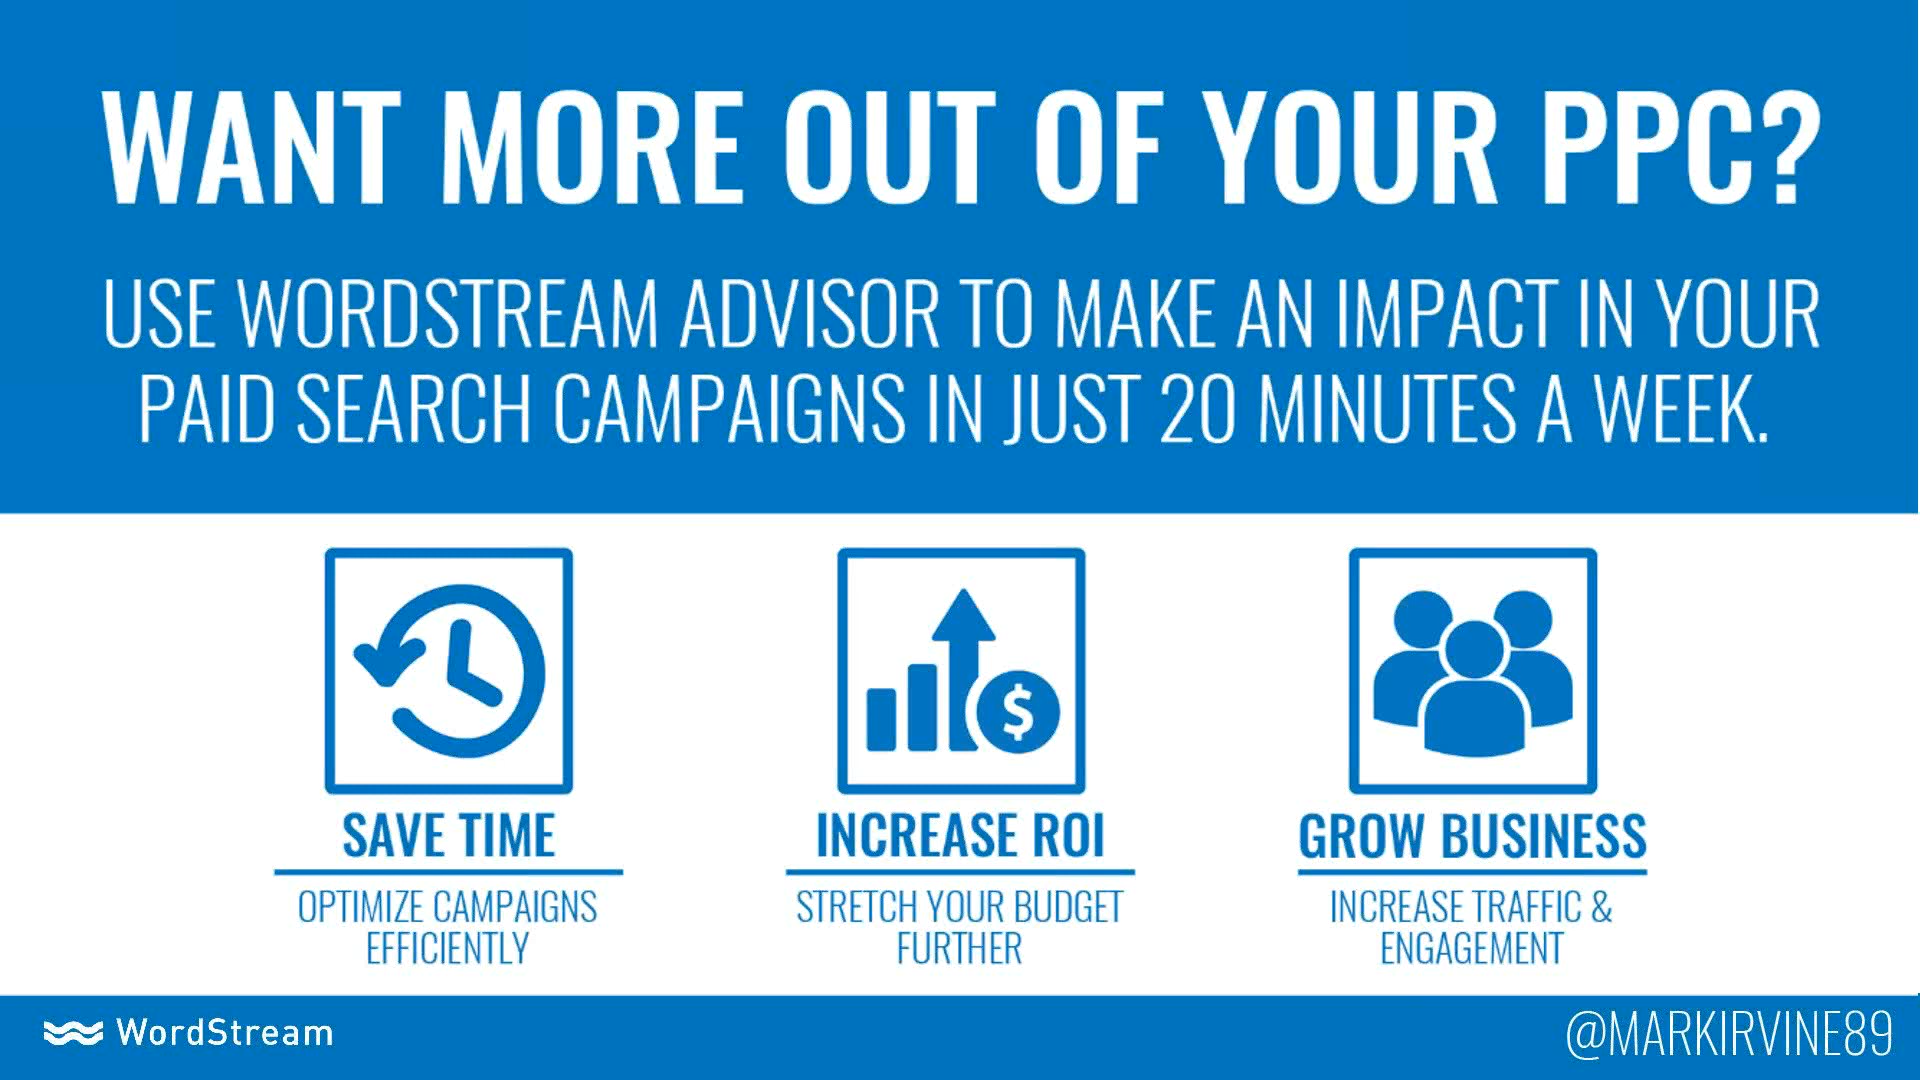 WANT MORE OUT OF YOUR PPC?
USE WORDSTREAM ADVISOR TO MAKE AN IMPACT IN YOUR
PAID SEARCH CAMPAIGNS IN JUST 20 MINUTES A WEEK.
$
SAVE TIME
OPTIMIZE CAMPAIGNS
EFFICIENTLY
INCREASE ROI
STRETCH YOUR BUDGET
FURTHER
GROW BUSINESS
INCREASE TRAFFIC &
ENGAGEMENT
WordStream
@MARKIRVINE89